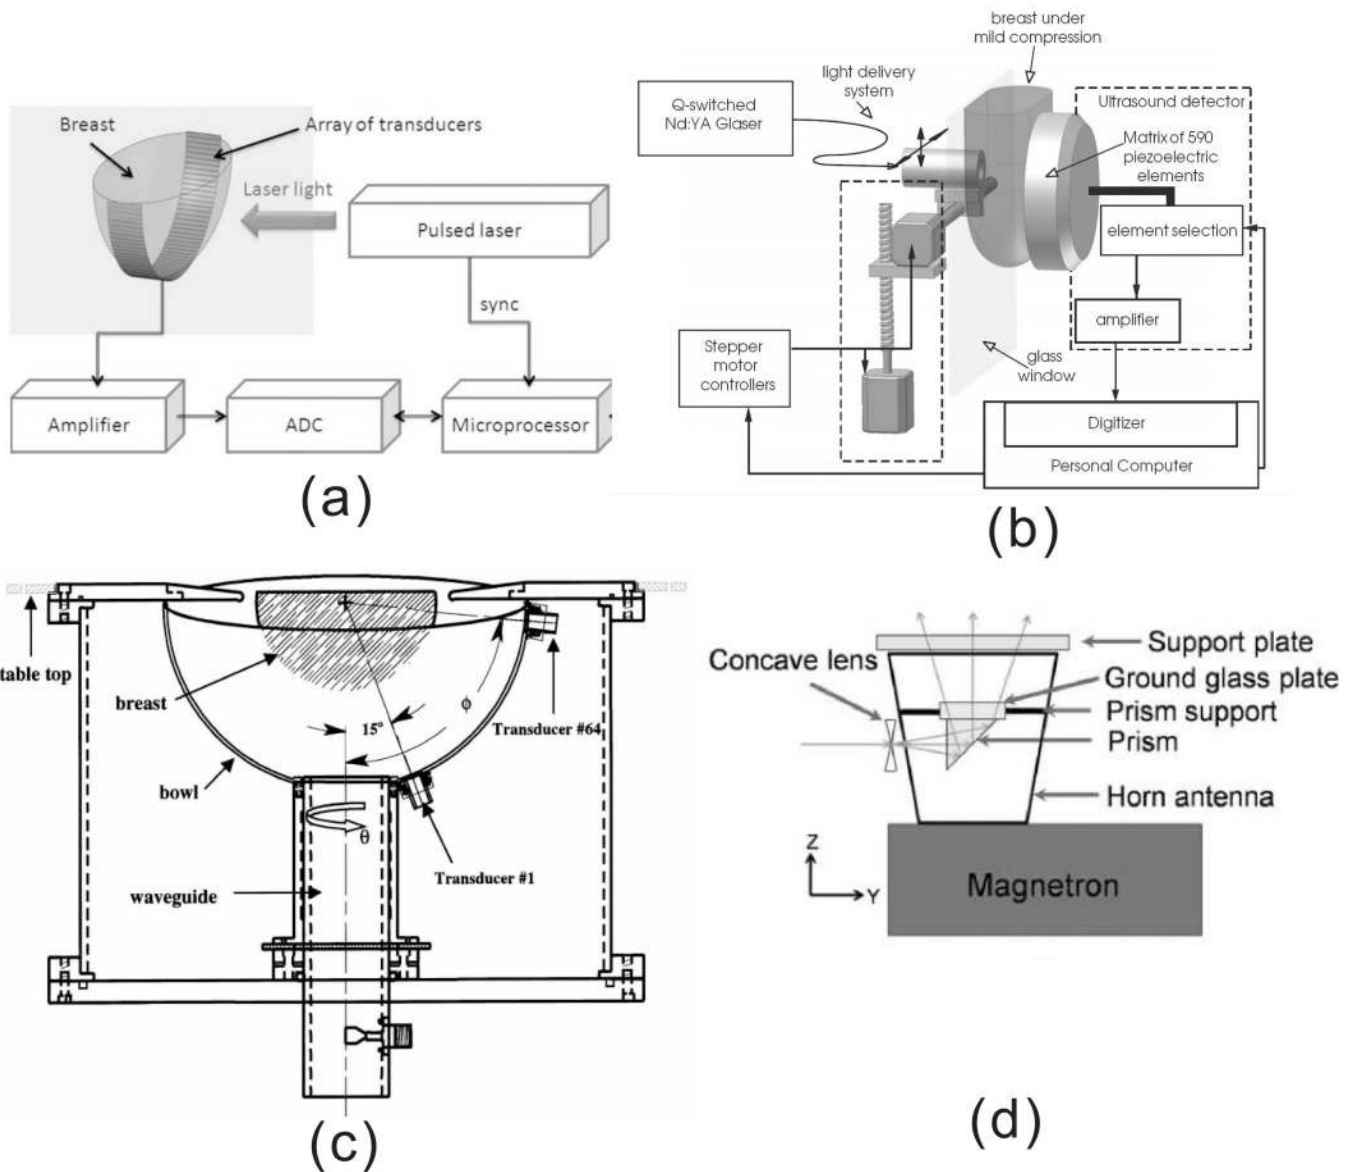 Breast
Array of transducers
Laser light
Pulsed laser
sync
Amplifier
ADC
Microprocessor
(a)
breast under
mild compression
light delivery
system
Q-switched
Nd:YA Glaser
Ultrasound detector
Matrix of 590
piezoelectric
elements
element selection
amplifier
Stepper
motor
controllers
glass
window
Digitizer
Personal Computer
(b)
table top
breast
bowl
15°
ϕ
Transducer #64
θ
Transducer #1
waveguide
(c)
Concave lens
Support plate
Ground glass plate
Prism support
Prism
Horn antenna
Z
Y
Magnetron
(d)